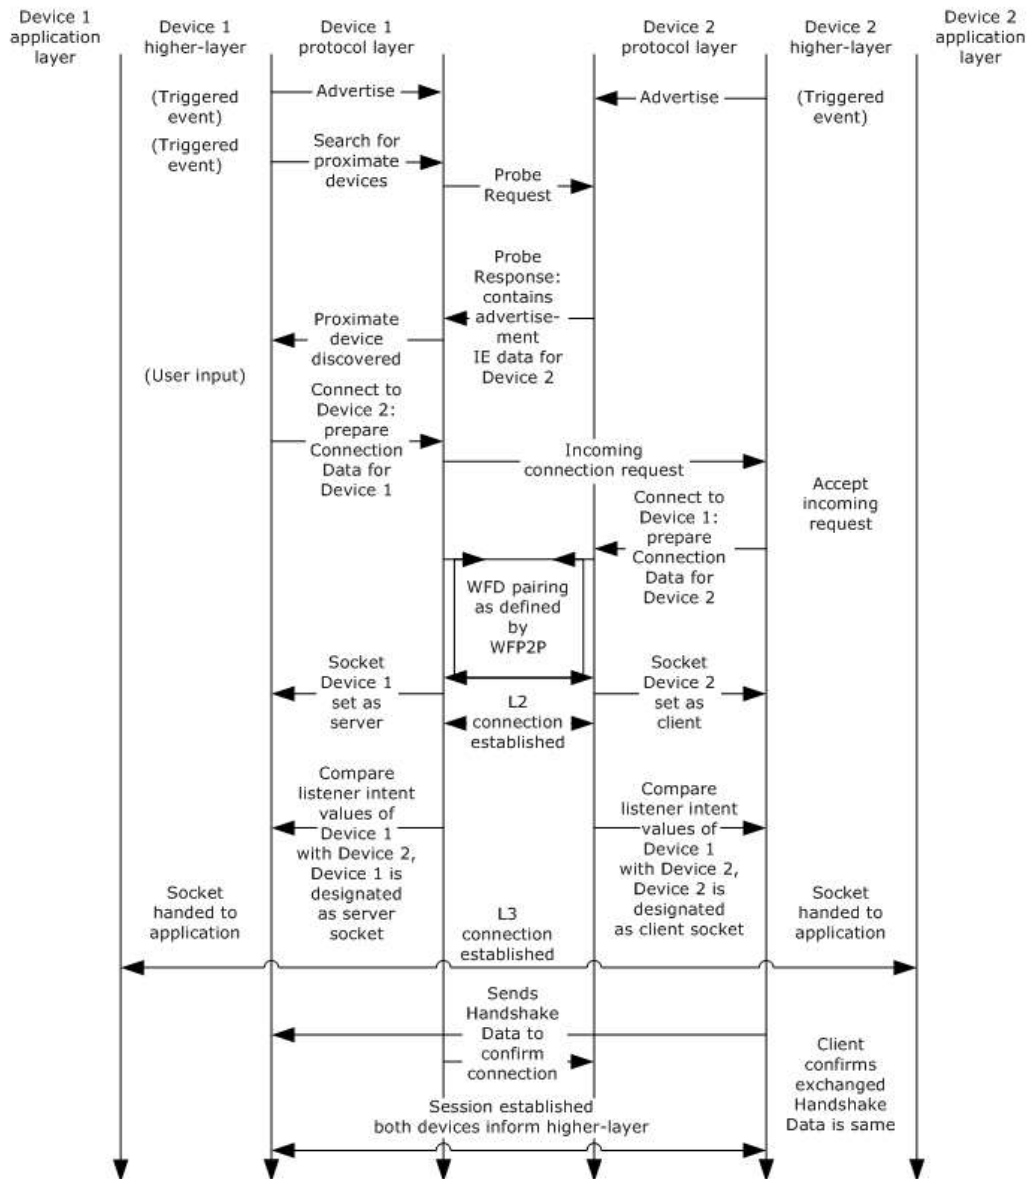 Device 1
application
layer
Device 1
higher-layer
Device 1
protocol layer
Device 2
protocol layer
Device 2
higher-layer
Device 2
application
layer
(Triggered
event)
Advertise
Advertise
(Triggered
event)
(Triggered
event)
Search for
proximate
devices
Probe
Request
Probe
Response:
contains
advertise-
ment
IE data for
Device 2
Proximate
device
discovered
(User input)
Connect to
Device 2:
prepare
Connection
Data for
Device 1
Incoming
connection request
Accept
incoming
request
Connect to
Device 1:
prepare
Connection
Data for
Device 2
WFD pairing
as defined
by
WFP2P
Socket
Device 1
set as
server
Socket
Device 2
set as
client
L2
connection
established
Compare
listener intent
values of
Device 1
with Device 2,
Device 1 is
designated
as server
socket
Compare
listener intent
values of
Device 1
with Device 2,
Device 2 is
designated
as client socket
Socket
handed to
application
L3
connection
established
Socket
handed to
application
Sends
Handshake
Data to
confirm
connection
Client
confirms
exchanged
Handshake
Data is same
Session established
both devices inform higher-layer